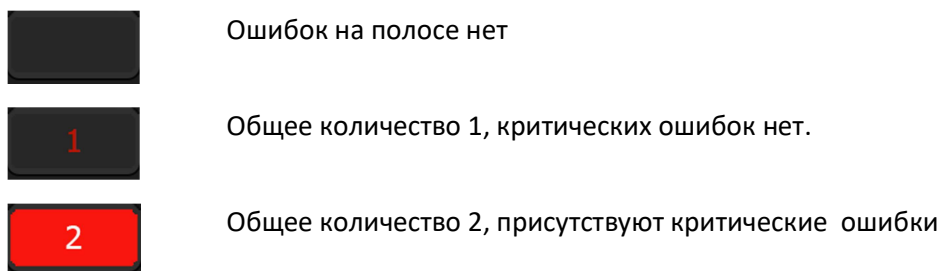 Ошибок на полосе нет
1 Общее количество 1, критических ошибок нет.
2 Общее количество 2, присутствуют критические  ошибки